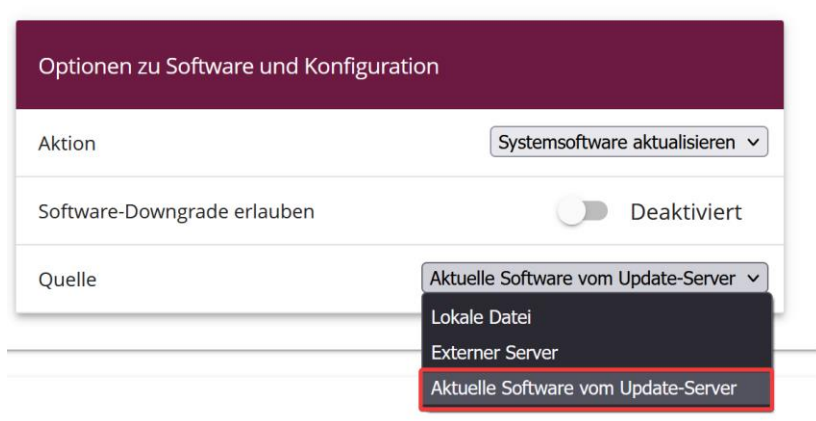 Optionen zu Software und Konfiguration
Aktion
Systemsoftware aktualisieren
Software-Downgrade erlauben
Deaktiviert
Quelle
Aktuelle Software vom Update-Server
Lokale Datei
Externer Server
Aktuelle Software vom Update-Server